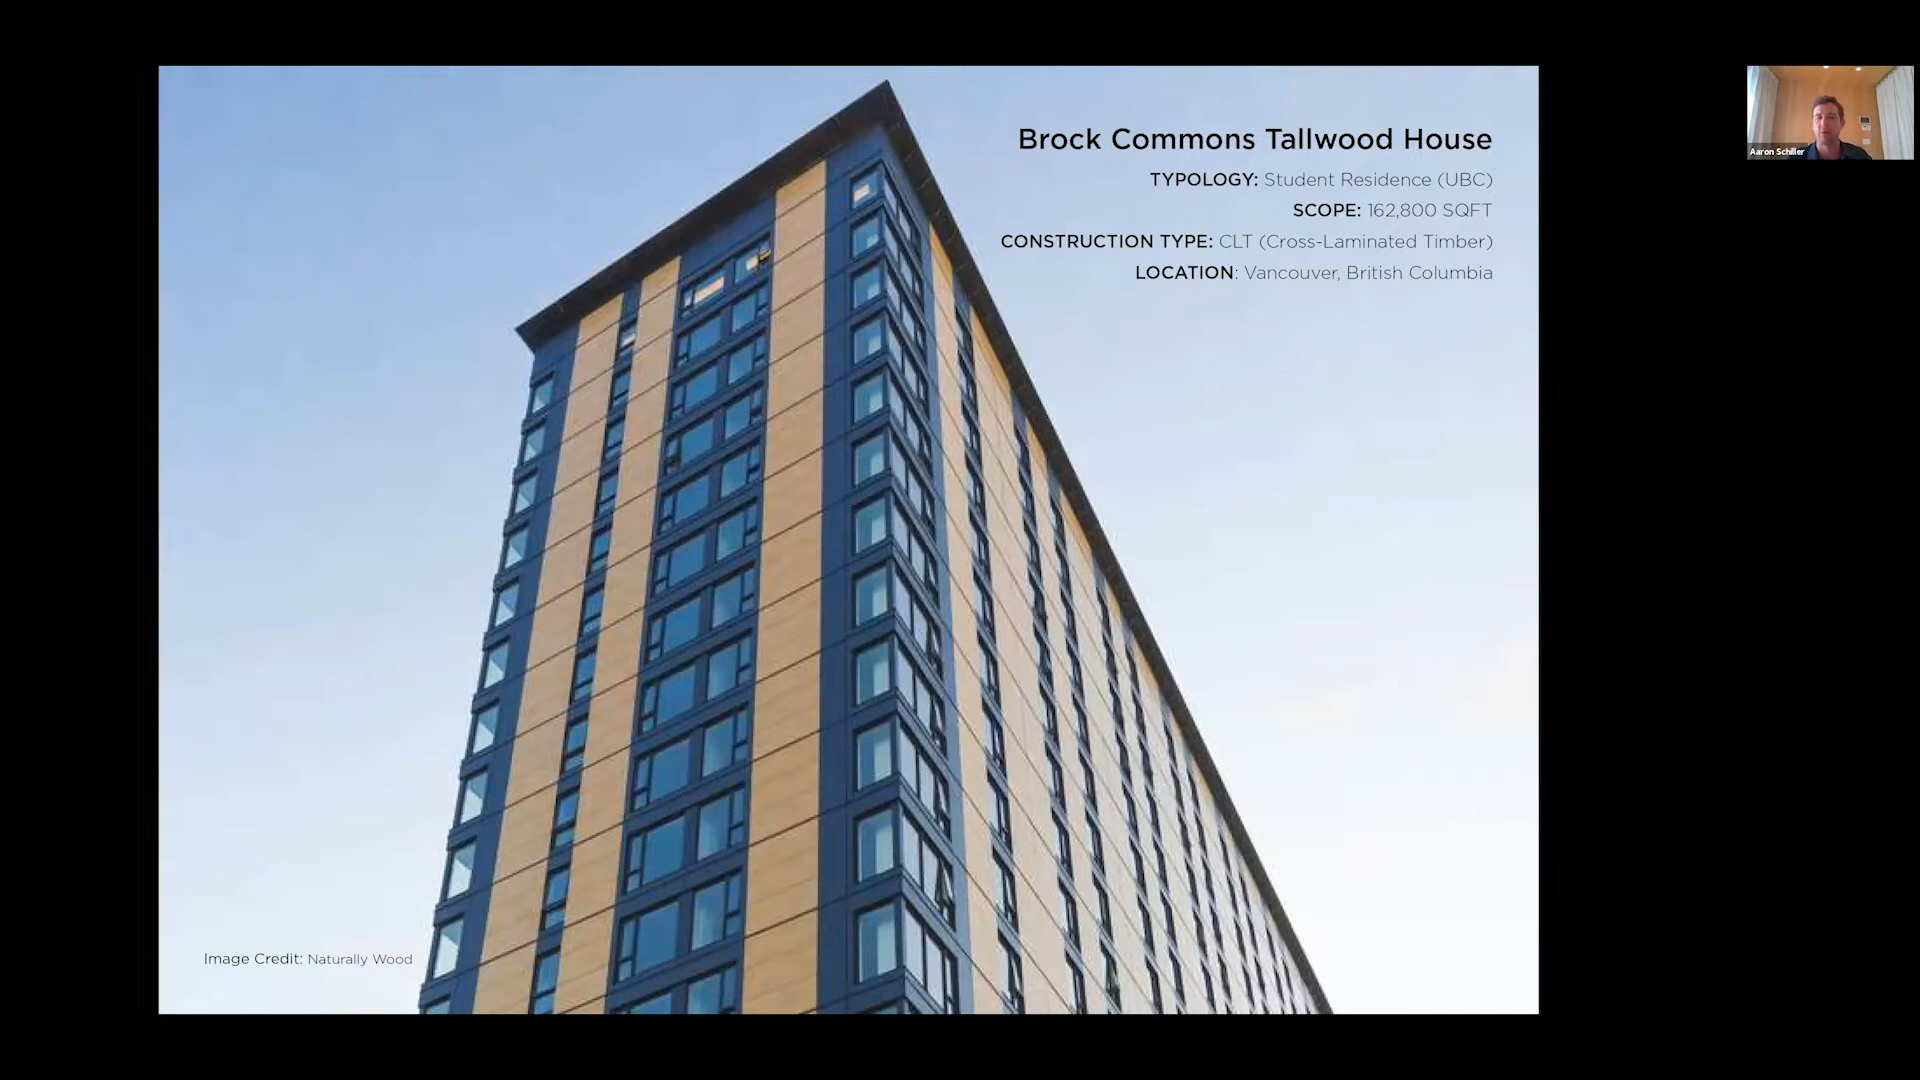 Brock Commons Tallwood House
TYPOLOGY: Student Residence (UBC)
SCOPE: 162,800 SQFT
CONSTRUCTION TYPE: CLT (Cross-Laminated Timber)
LOCATION: Vancouver, British Columbia
Aaron Schiller
Image Credit: Naturally Wood